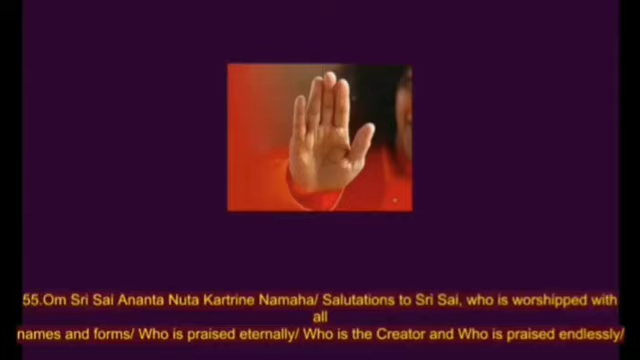 55.Om Sri Sai Ananta Nuta Kartrine Namaha/ Salutations to Sri Sai, who is worshipped with
all
names and forms/ Who is praised eternally/ Who is the Creator and Who is praised endlessly/